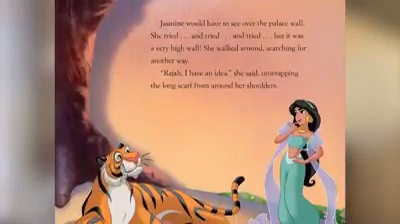 Jasmine would have to see over the palace wall.
She tried . . . and tried . . . and tried . . . but it was
a very high wall! She walked around, searching for
another way.
"Rajah, I have an idea," she said, unwrapping
the long scarf from around her shoulders.